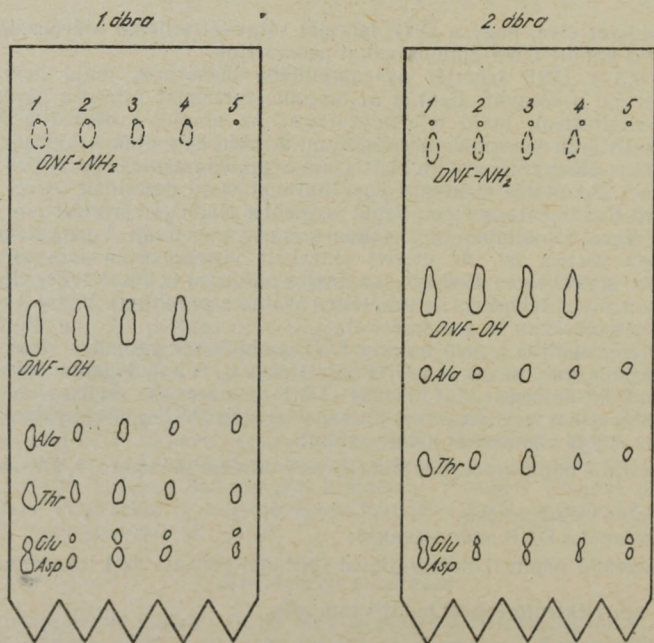 1. ábra
1 2 3 4 5
DNF-NH₂
DNF-OH
Ala
Thr
Glu
Asp
2. ábra
1 2 3 4 5
DNF-NH₂
DNF-OH
Ala
Thr
Glu
Asp